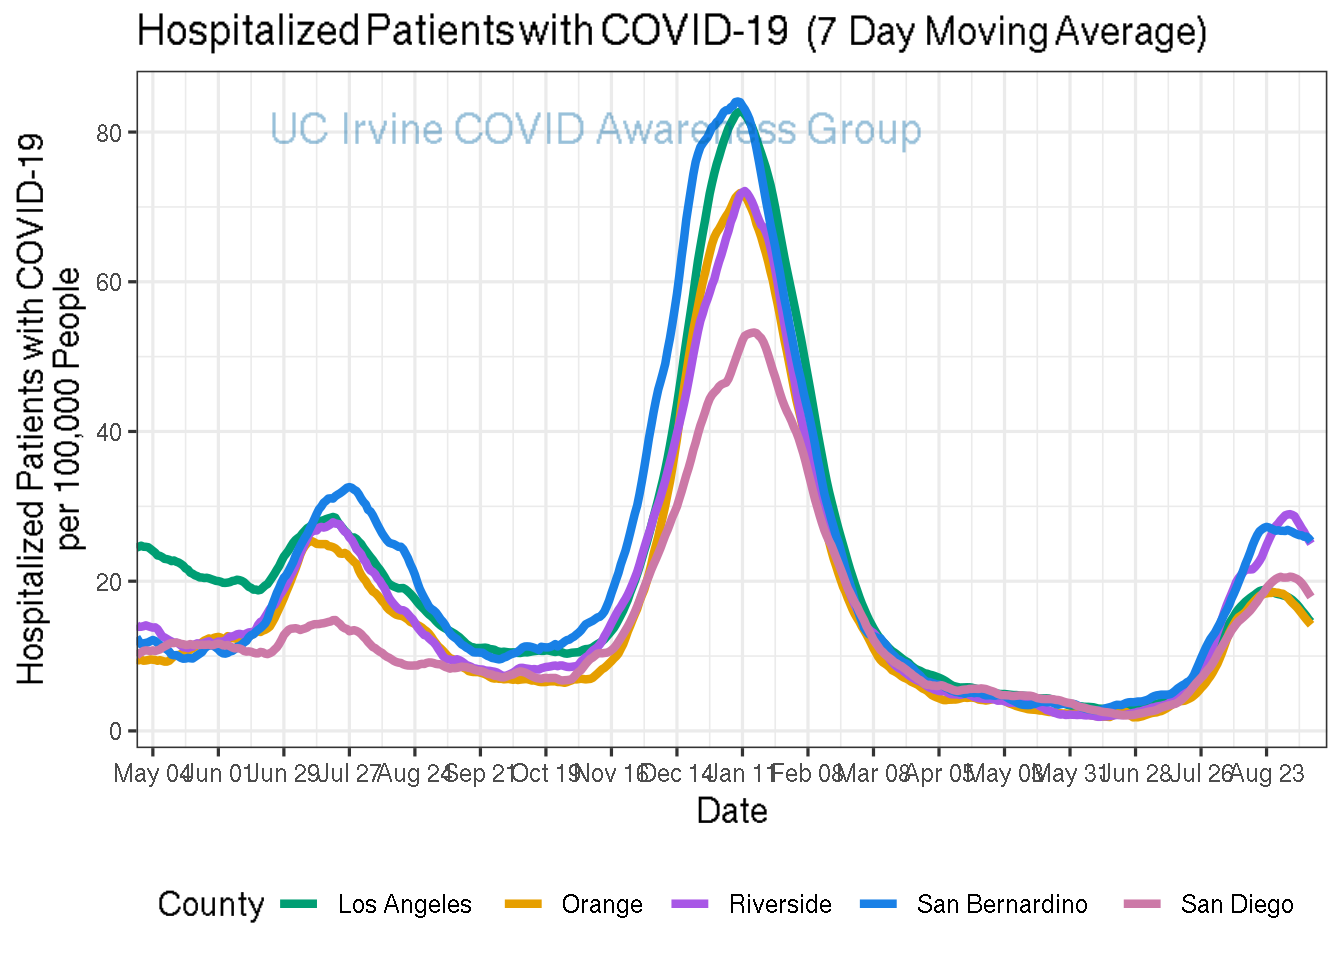 Hospitalized Patients with COVID-19 (7 Day Moving Average)
UC Irvine COVID Awareness Group
Hospitalized Patients with COVID-19
per 100,000 People
80
60
40
20
0
May 04 Jun 01 Jun 29 Jul 27 Aug 24 Sep 21 Oct 19 Nov 16 Dec 14 Jan 11 Feb 08 Mar 08 Apr 05 May 03 May 31 Jun 28 Jul 26 Aug 23
Date
County Los Angeles Orange Riverside San Bernardino San Diego